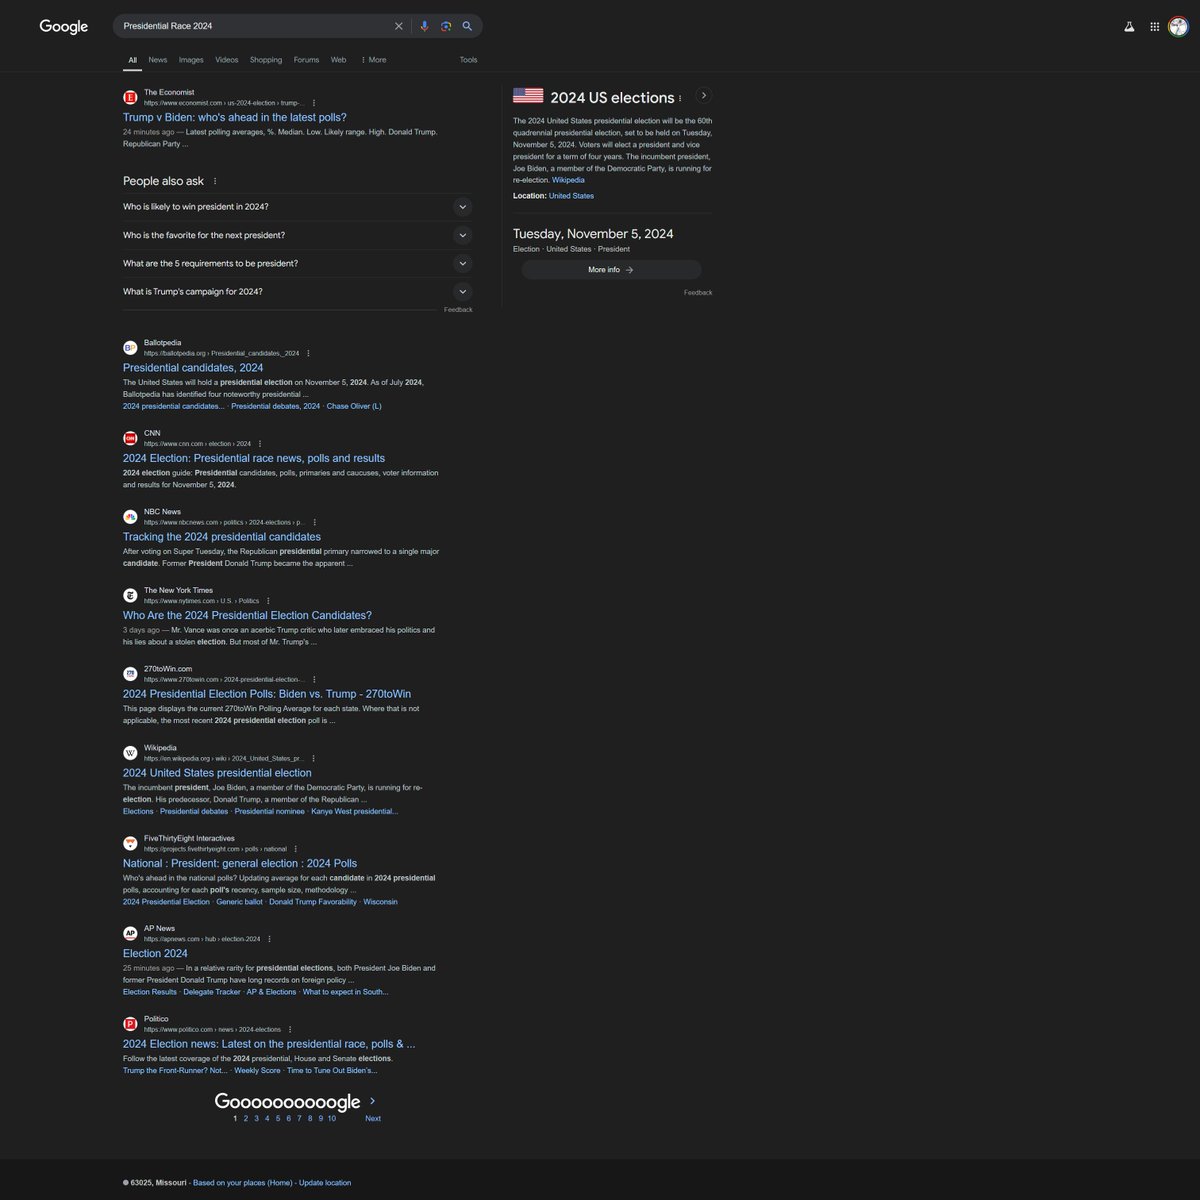 Google
Presidential Race 2024
All News Images Videos Shopping Forums Web More Tools
The Economist
https://www.economist.com › us-2024-election › trump-...
Trump v Biden: who's ahead in the latest polls?
24 minutes ago — Latest polling averages, %. Median. Low. Likely range. High. Donald Trump.
Republican Party ...
People also ask
Who is likely to win president in 2024?
Who is the favorite for the next president?
What are the 5 requirements to be president?
What is Trump's campaign for 2024?
Feedback
Ballotpedia
https://ballotpedia.org › Presidential_candidates,_2024
Presidential candidates, 2024
The United States will hold a presidential election on November 5, 2024. As of July 2024,
Ballotpedia has identified four noteworthy presidential ...
2024 presidential candidates... · Presidential debates, 2024 · Chase Oliver (L)
CNN
https://www.cnn.com › election › 2024
2024 Election: Presidential race news, polls and results
2024 election guide: Presidential candidates, polls, primaries and caucuses, voter information
and results for November 5, 2024.
NBC News
https://www.nbcnews.com › politics › 2024-elections › p...
Tracking the 2024 presidential candidates
After voting on Super Tuesday, the Republican presidential primary narrowed to a single major
candidate. Former President Donald Trump became the apparent ...
The New York Times
https://www.nytimes.com › U.S. › Politics
Who Are the 2024 Presidential Election Candidates?
3 days ago — Mr. Vance was once an acerbic Trump critic who later embraced his politics and
his lies about a stolen election. But most of Mr. Trump's ...
270toWin.com
https://www.270towin.com › 2024-presidential-election-...
2024 Presidential Election Polls: Biden vs. Trump - 270toWin
This page displays the current 270toWin Polling Average for each state. Where that is not
applicable, the most recent 2024 presidential election poll is ...
Wikipedia
https://en.wikipedia.org › wiki › 2024_United_States_pr...
2024 United States presidential election
The incumbent president, Joe Biden, a member of the Democratic Party, is running for re-
election. His predecessor, Donald Trump, a member of the Republican ...
Elections · Presidential debates · Presidential nominee · Kanye West presidential...
FiveThirtyEight Interactives
https://projects.fivethirtyeight.com › polls › national
National : President: general election : 2024 Polls
Who's ahead in the national polls? Updating average for each candidate in 2024 presidential
polls, accounting for each poll's recency, sample size, methodology ...
2024 Presidential Election · Generic ballot · Donald Trump Favorability · Wisconsin
AP News
https://apnews.com › hub › election-2024
Election 2024
25 minutes ago — In a relative rarity for presidential elections, both President Joe Biden and
former President Donald Trump have long records on foreign policy ...
Election Results · Delegate Tracker · AP & Elections · What to expect in South...
Politico
https://www.politico.com › news › 2024-elections
2024 Election news: Latest on the presidential race, polls & ...
Follow the latest coverage of the 2024 presidential, House and Senate elections.
Trump the Front-Runner? Not... · Weekly Score · Time to Tune Out Biden's...
2024 US elections
The 2024 United States presidential election will be the 60th
quadrennial presidential election, set to be held on Tuesday,
November 5, 2024. Voters will elect a president and vice
president for a term of four years. The incumbent president,
Joe Biden, a member of the Democratic Party, is running for
re-election. Wikipedia
Location: United States
Tuesday, November 5, 2024
Election · United States · President
More info
Feedback
Goooooooooogle
1 2 3 4 5 6 7 8 9 10 Next
63025, Missouri - Based on your places (Home) - Update location